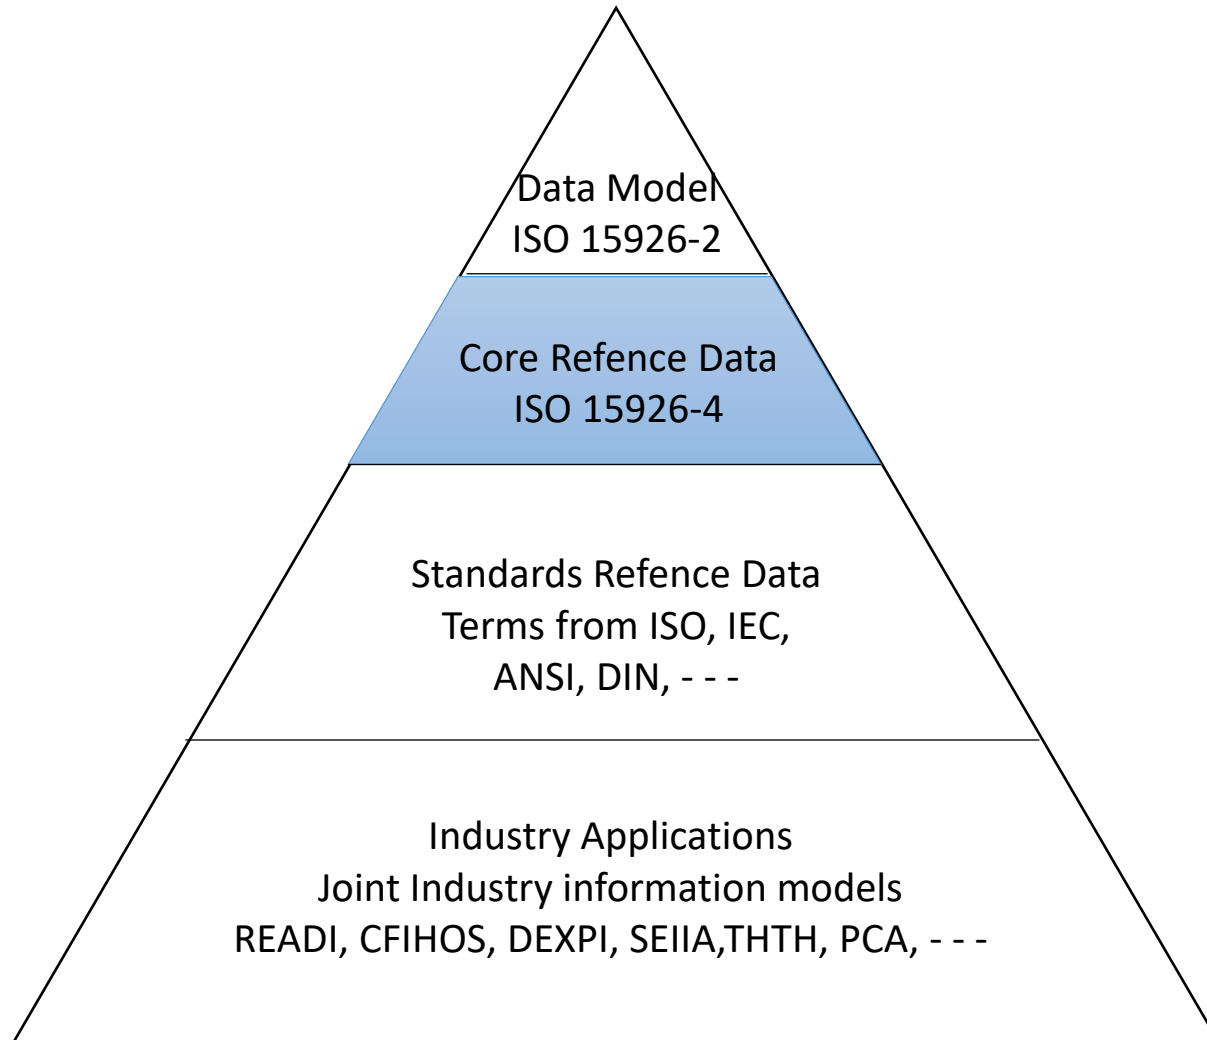 Data Model
ISO 15926-2
Core Refence Data
ISO 15926-4
Standards Refence Data
Terms from ISO, IEC,
ANSI, DIN, - - -
Industry Applications
Joint Industry information models
READI, CFIHOS, DEXPI, SEIIA,THTH, PCA, - - -